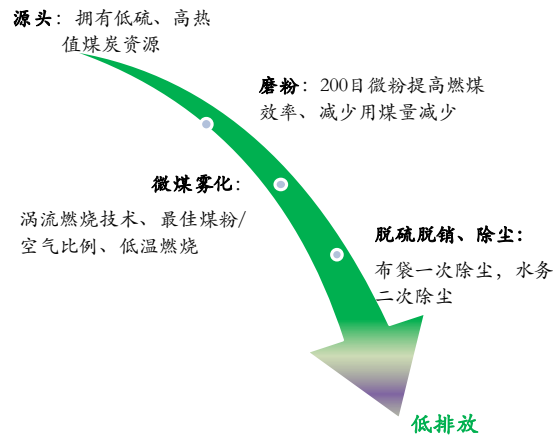 源头：拥有低硫、高热
值煤炭资源
磨粉：200目微粉提高燃煤
效率、减少用煤量减少
微煤雾化：
涡流燃烧技术、最佳煤粉/
空气比例、低温燃烧
脱硫脱销、除尘：
布袋一次除尘，水务
二次除尘
低排放